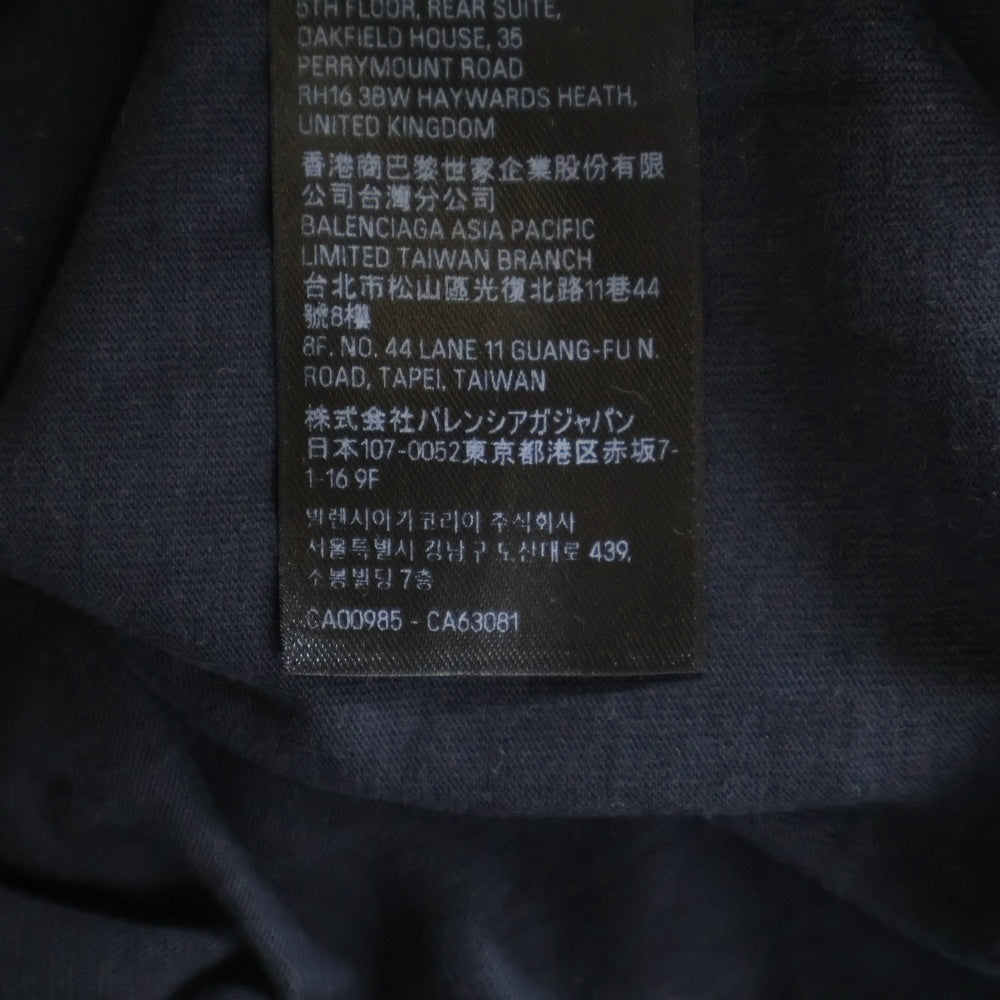 5TH FLOOR, REAR SUITE,
OAKFIELD HOUSE, 35
PERRYMOUNT ROAD
RH16 3BW HAYWARDS HEATH,
UNITED KINGDOM
香港商巴黎世家企業股份有限
公司台灣分公司
BALENCIAGA ASIA PACIFIC
LIMITED TAIWAN BRANCH
台北市松山區光復北路11巷44
號8樓
8F. NO. 44 LANE 11 GUANG-FU N.
ROAD, TAPEI, TAIWAN
株式会社バレンシアガジャパン
日本107-0052東京都港区赤坂7-
1-16 9F
발렌시아가코리아 주식회사
서울특별시 강남구 도산대로 439,
소봉빌딩 7층
CA00985 - CA63081